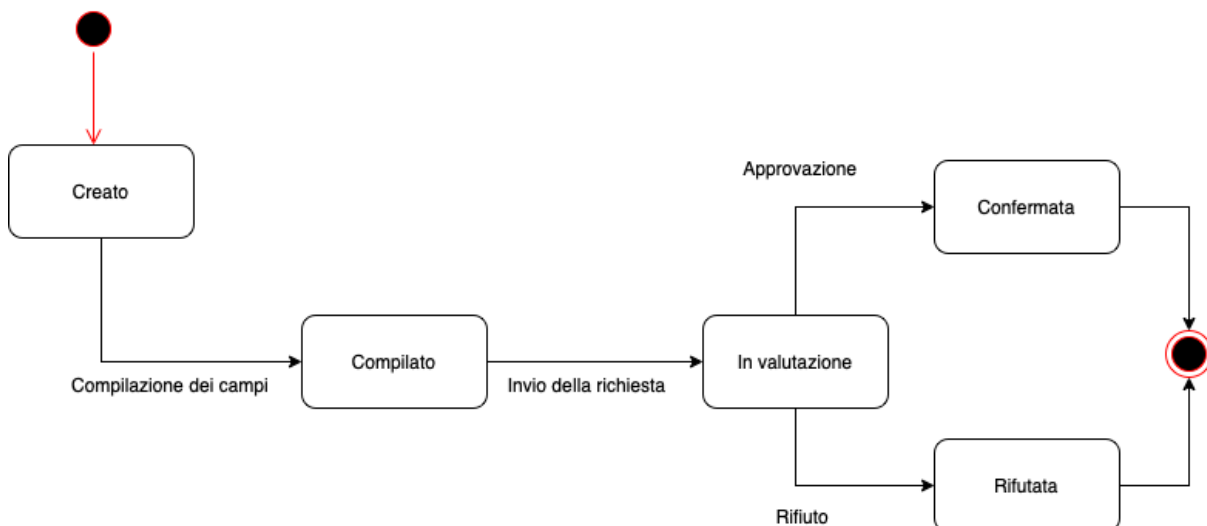 Creato
Compilazione dei campi
Compilato
Invio della richiesta
In valutazione
Approvazione
Confermata
Rifiuto
Rifutata